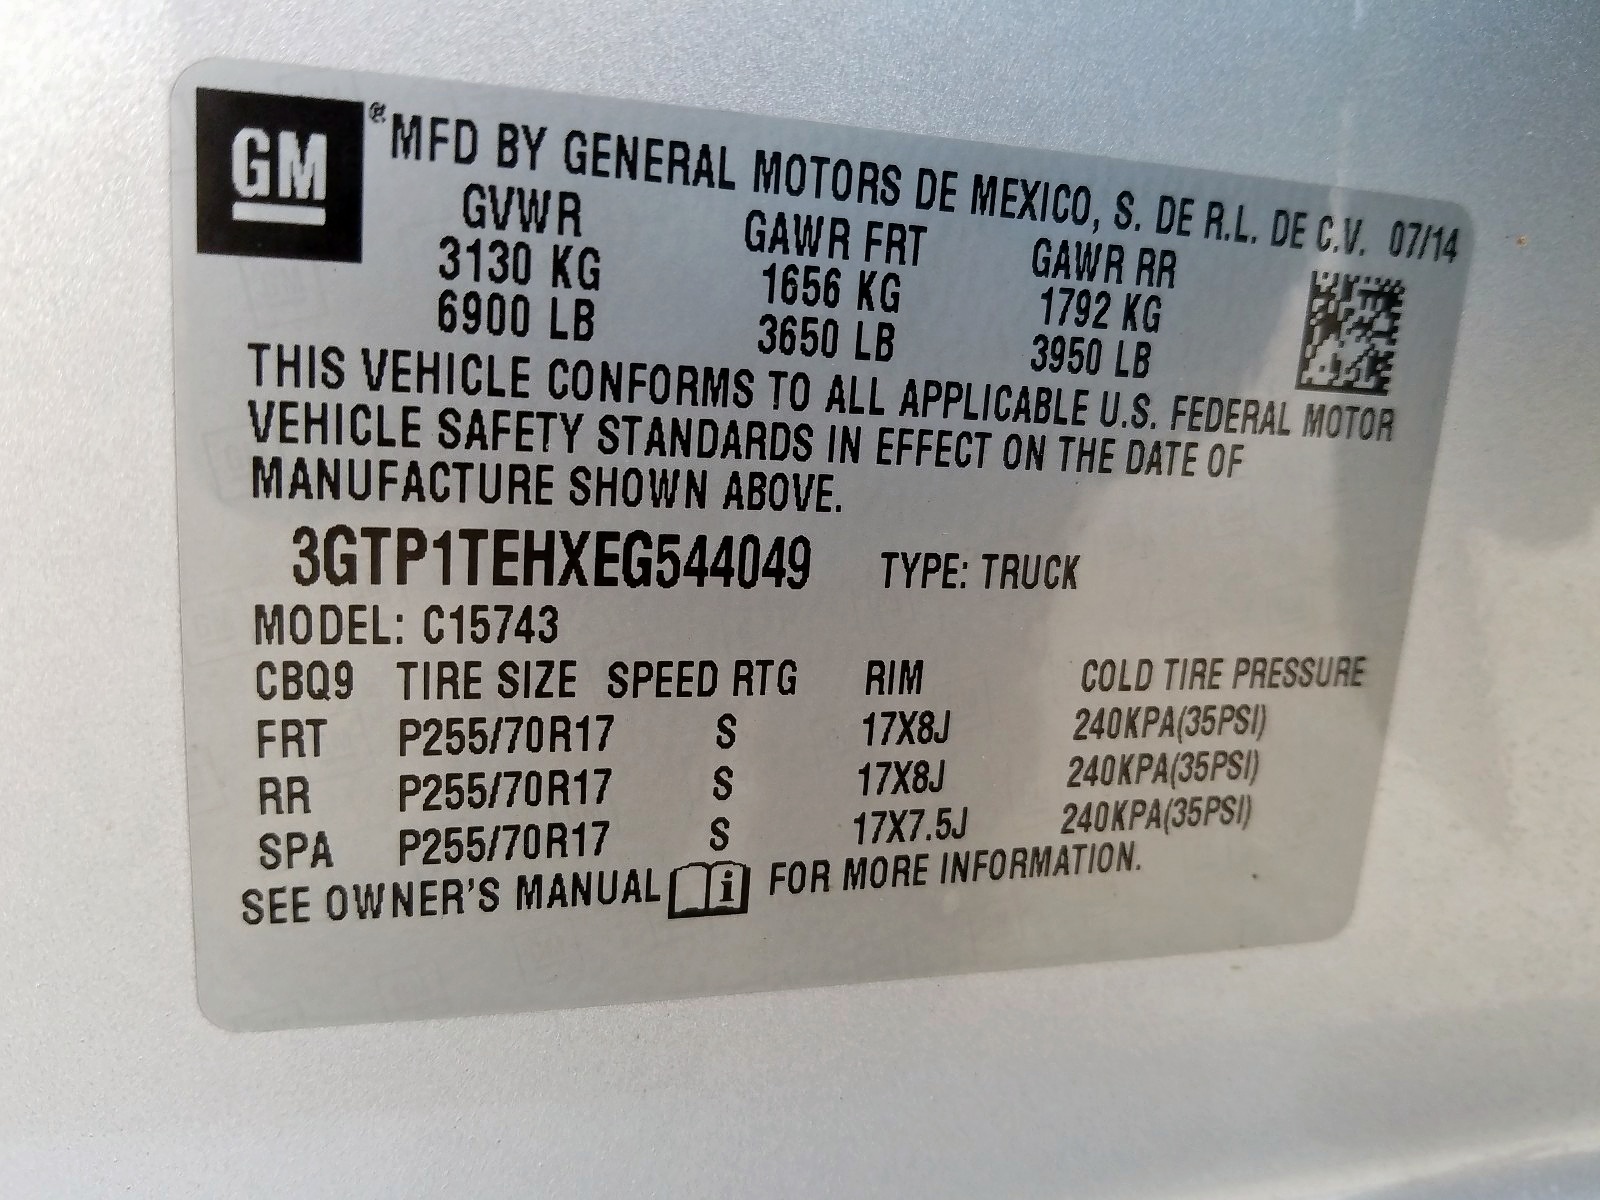 GM ® MFD BY GENERAL MOTORS DE MEXICO, S. DE R.L. DE C.V. 07/14
GVWR GAWR FRT GAWR RR
3130 KG 1656 KG 1792 KG
6900 LB 3650 LB 3950 LB
THIS VEHICLE CONFORMS TO ALL APPLICABLE U.S. FEDERAL MOTOR
VEHICLE SAFETY STANDARDS IN EFFECT ON THE DATE OF
MANUFACTURE SHOWN ABOVE.
3GTP1TEHXEG544049 TYPE: TRUCK
MODEL: C15743
CBQ9 TIRE SIZE SPEED RTG RIM COLD TIRE PRESSURE
FRT P255/70R17 S 17X8J 240KPA(35PSI)
RR P255/70R17 S 17X8J 240KPA(35PSI)
SPA P255/70R17 S 17X7.5J 240KPA(35PSI)
SEE OWNER'S MANUAL i FOR MORE INFORMATION.